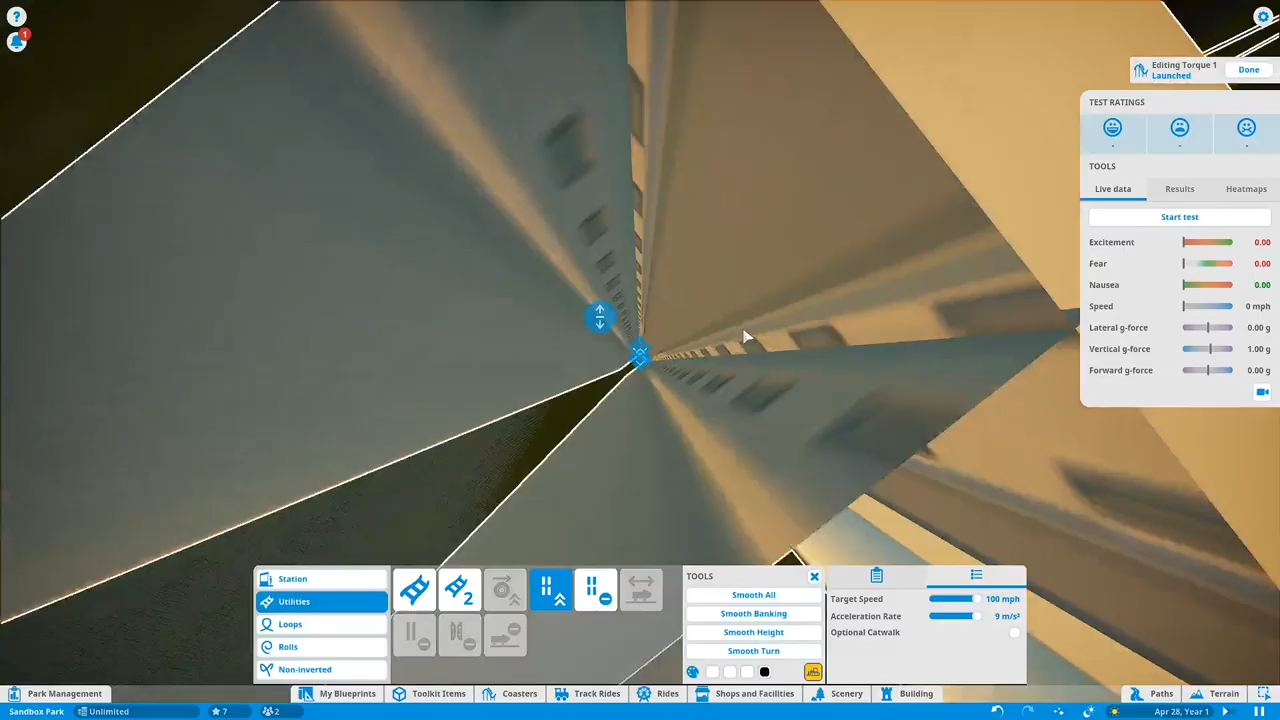 ?
1
Editing Torque 1
Launched
Done
TEST RATINGS
- - -
TOOLS
Live data Results Heatmaps
Start test
Excitement 0.00
Fear 0.00
Nausea 0.00
Speed 0 mph
Lateral g-force 0.00 g
Vertical g-force 1.00 g
Forward g-force 0.00 g
Station
Utilities
Loops
Rolls
Non-inverted
2
TOOLS
Smooth All
Smooth Banking
Smooth Height
Smooth Turn
Target Speed 100 mph
Acceleration Rate 9 m/s²
Optional Catwalk
Park Management My Blueprints Toolkit Items Coasters Track Rides Rides Shops and Facilities Scenery Building Paths Terrain
Sandbox Park Unlimited 7 2 Apr 28, Year 1